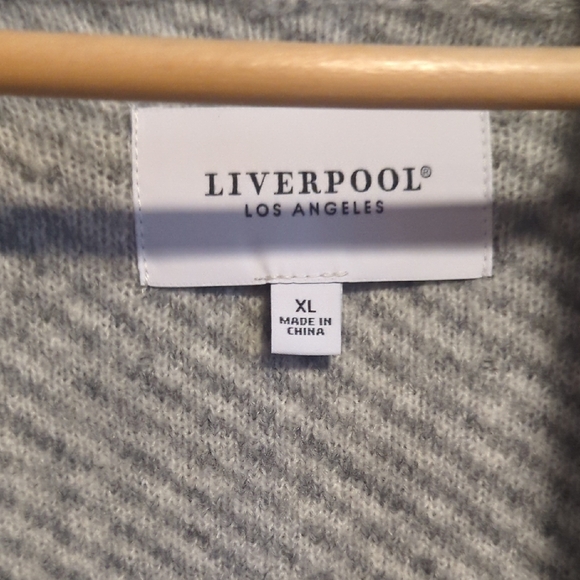 LIVERPOOL®
LOS ANGELES
XL
MADE IN
CHINA